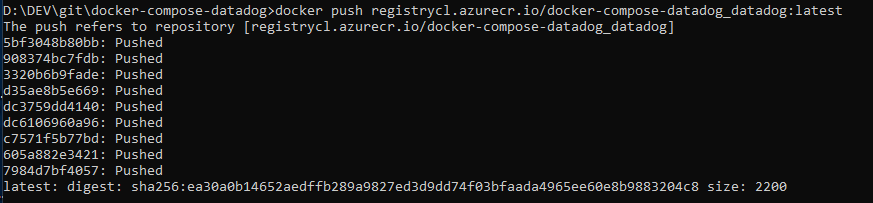 D:\DEV\git\docker-compose-datadog>docker push registrycl.azurecr.io/docker-compose-datadog_datadog:latest
The push refers to repository [registrycl.azurecr.io/docker-compose-datadog_datadog]
5bf3048b80bb: Pushed
908374bc7fdb: Pushed
3320b6b9fade: Pushed
d35ae8b5e669: Pushed
dc3759dd4140: Pushed
dc6106960a96: Pushed
c7571f5b77bd: Pushed
605a882e3421: Pushed
7984d7bf4057: Pushed
latest: digest: sha256:ea30a0b14652aedffb289a9827ed3d9dd74f03bfaada4965ee60e8b9883204c8 size: 2200